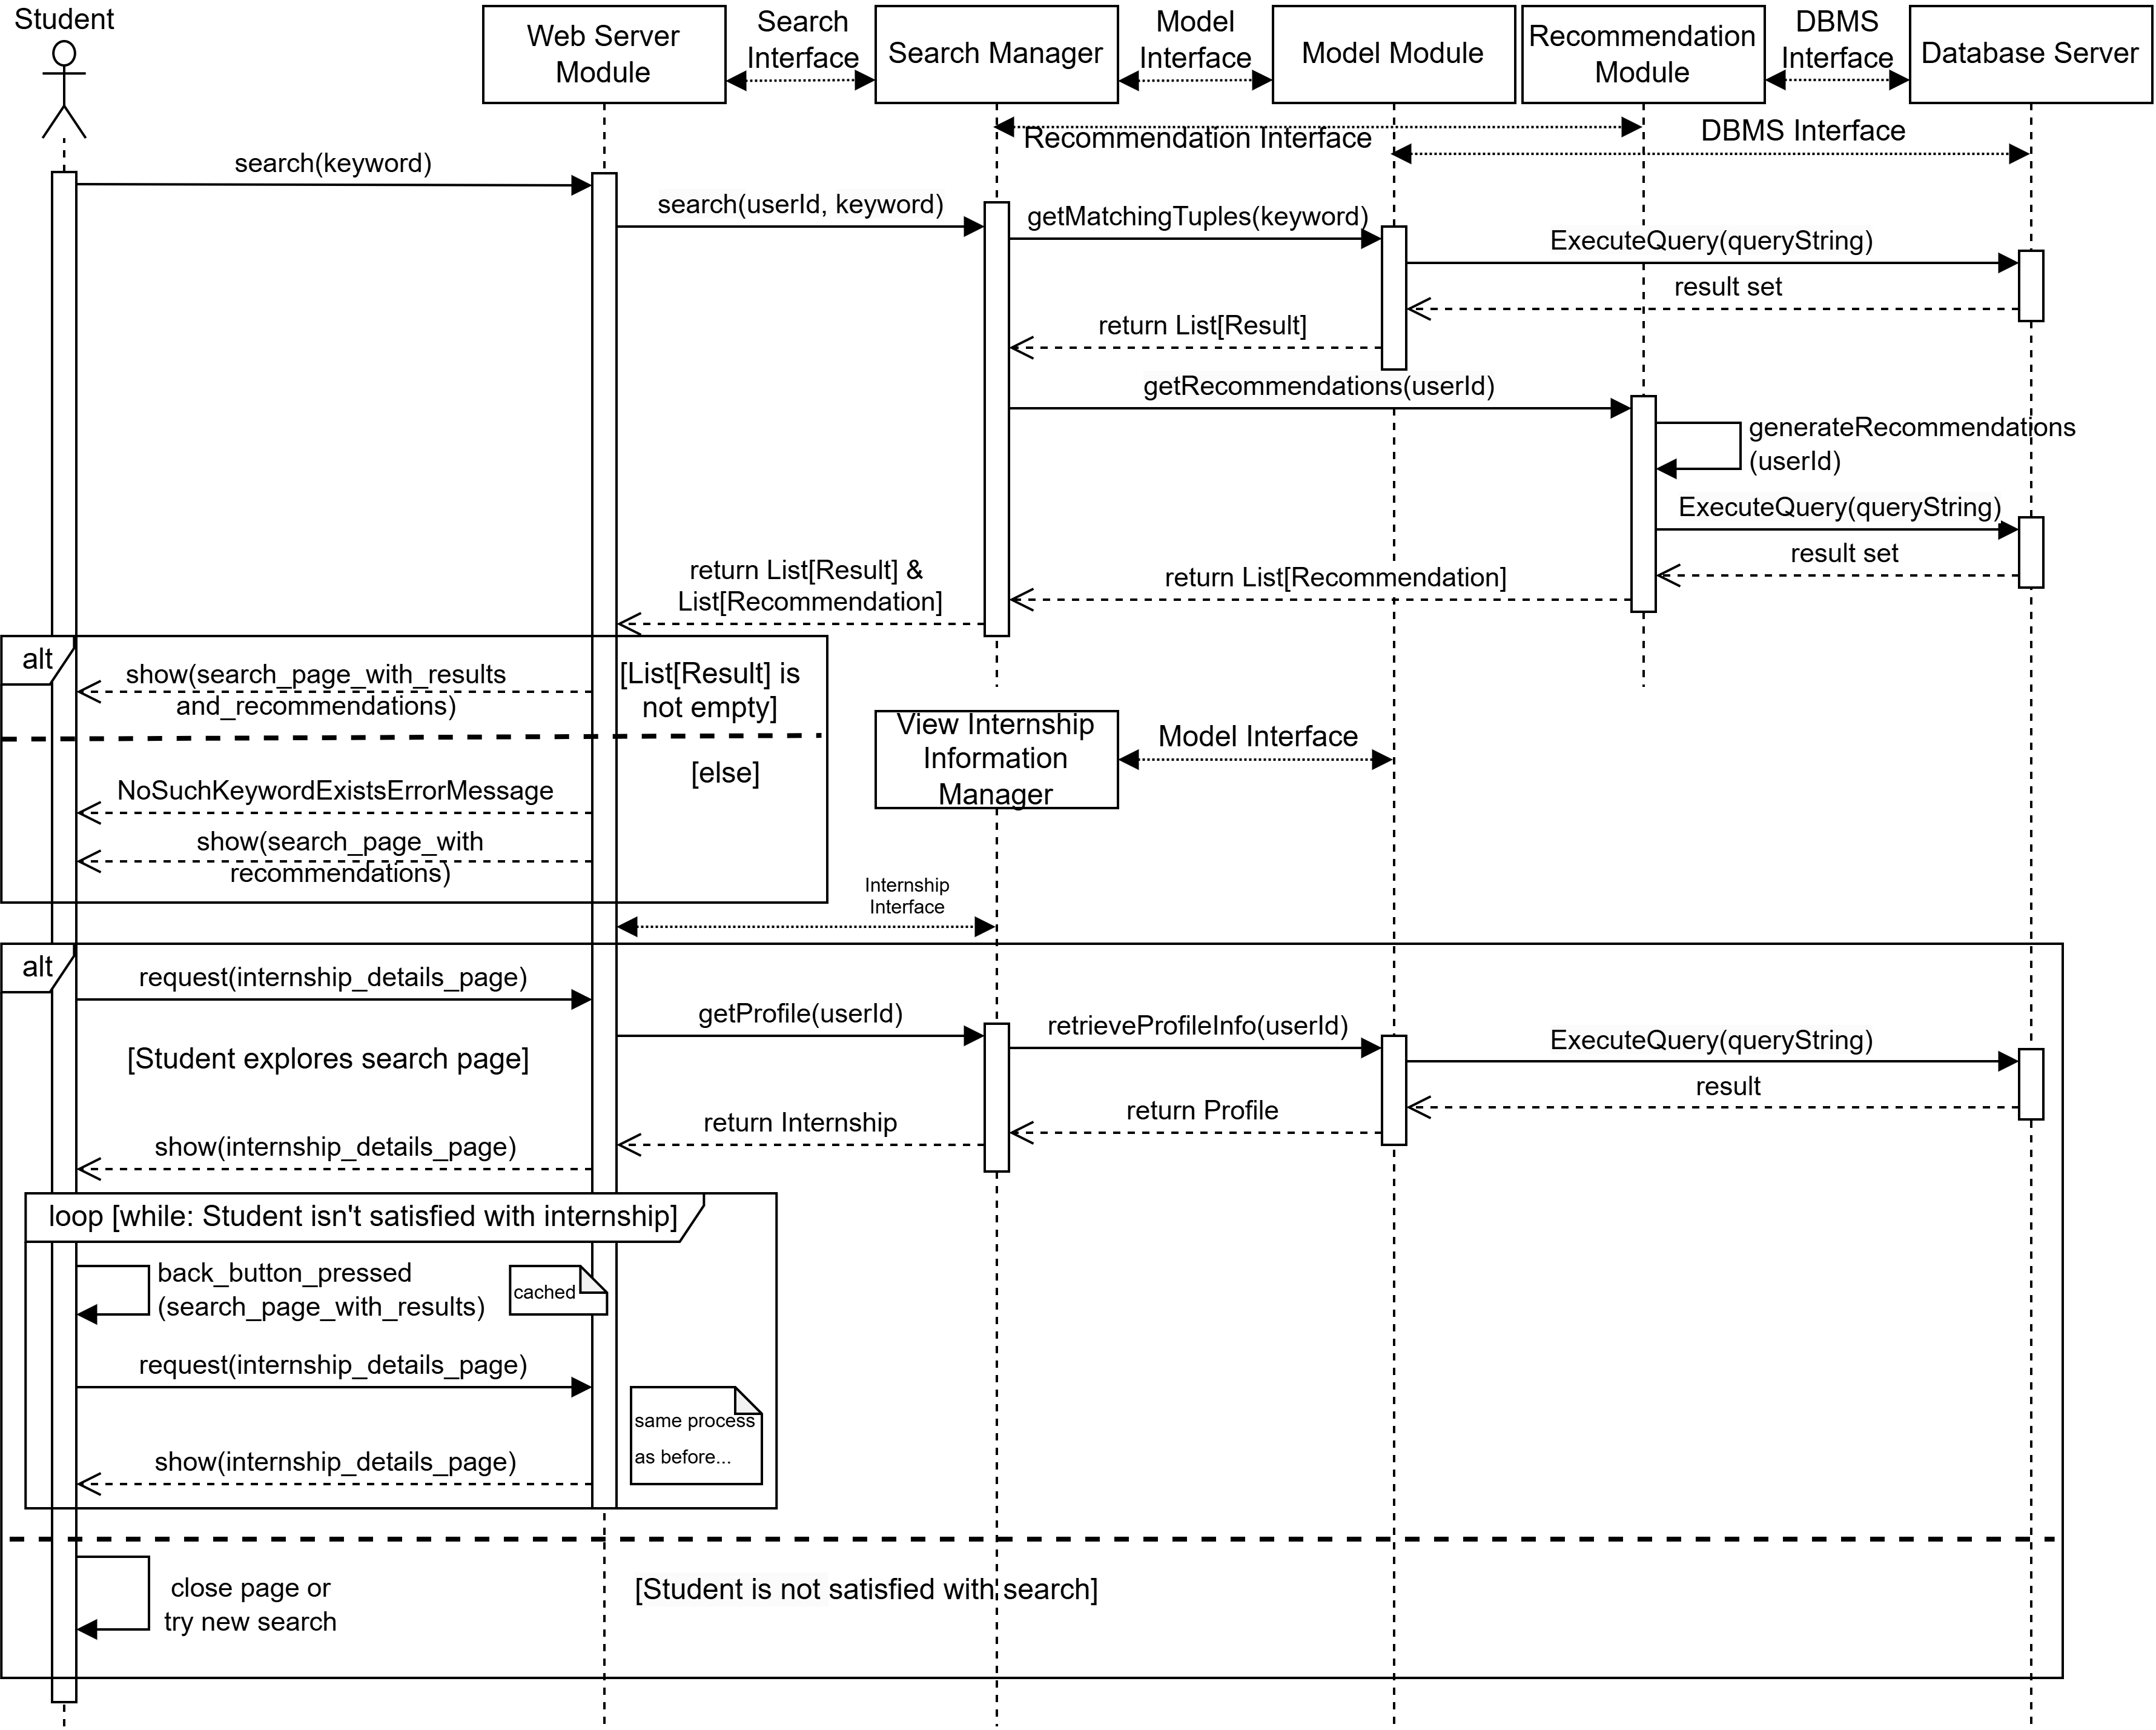 Student
Web Server
Module
Search
Interface
Search Manager
Model
Interface
Model Module
Recommendation
Module
DBMS
Interface
Database Server
Recommendation Interface
DBMS Interface
search(keyword)
search(userId, keyword)
getMatchingTuples(keyword)
ExecuteQuery(queryString)
result set
return List[Result]
getRecommendations(userId)
generateRecommendations
(userId)
ExecuteQuery(queryString)
result set
return List[Recommendation]
return List[Result] &
List[Recommendation]
alt
show(search_page_with_results
and_recommendations)
[List[Result] is
not empty]
View Internship
Information
Manager
Model Interface
[else]
NoSuchKeywordExistsErrorMessage
show(search_page_with
recommendations)
Internship
Interface
alt
request(internship_details_page)
getProfile(userId)
retrieveProfileInfo(userId)
ExecuteQuery(queryString)
[Student explores search page]
result
return Profile
return Internship
show(internship_details_page)
loop [while: Student isn't satisfied with internship]
back_button_pressed
(search_page_with_results)
cached
request(internship_details_page)
same process
as before...
show(internship_details_page)
close page or
try new search
[Student is not satisfied with search]